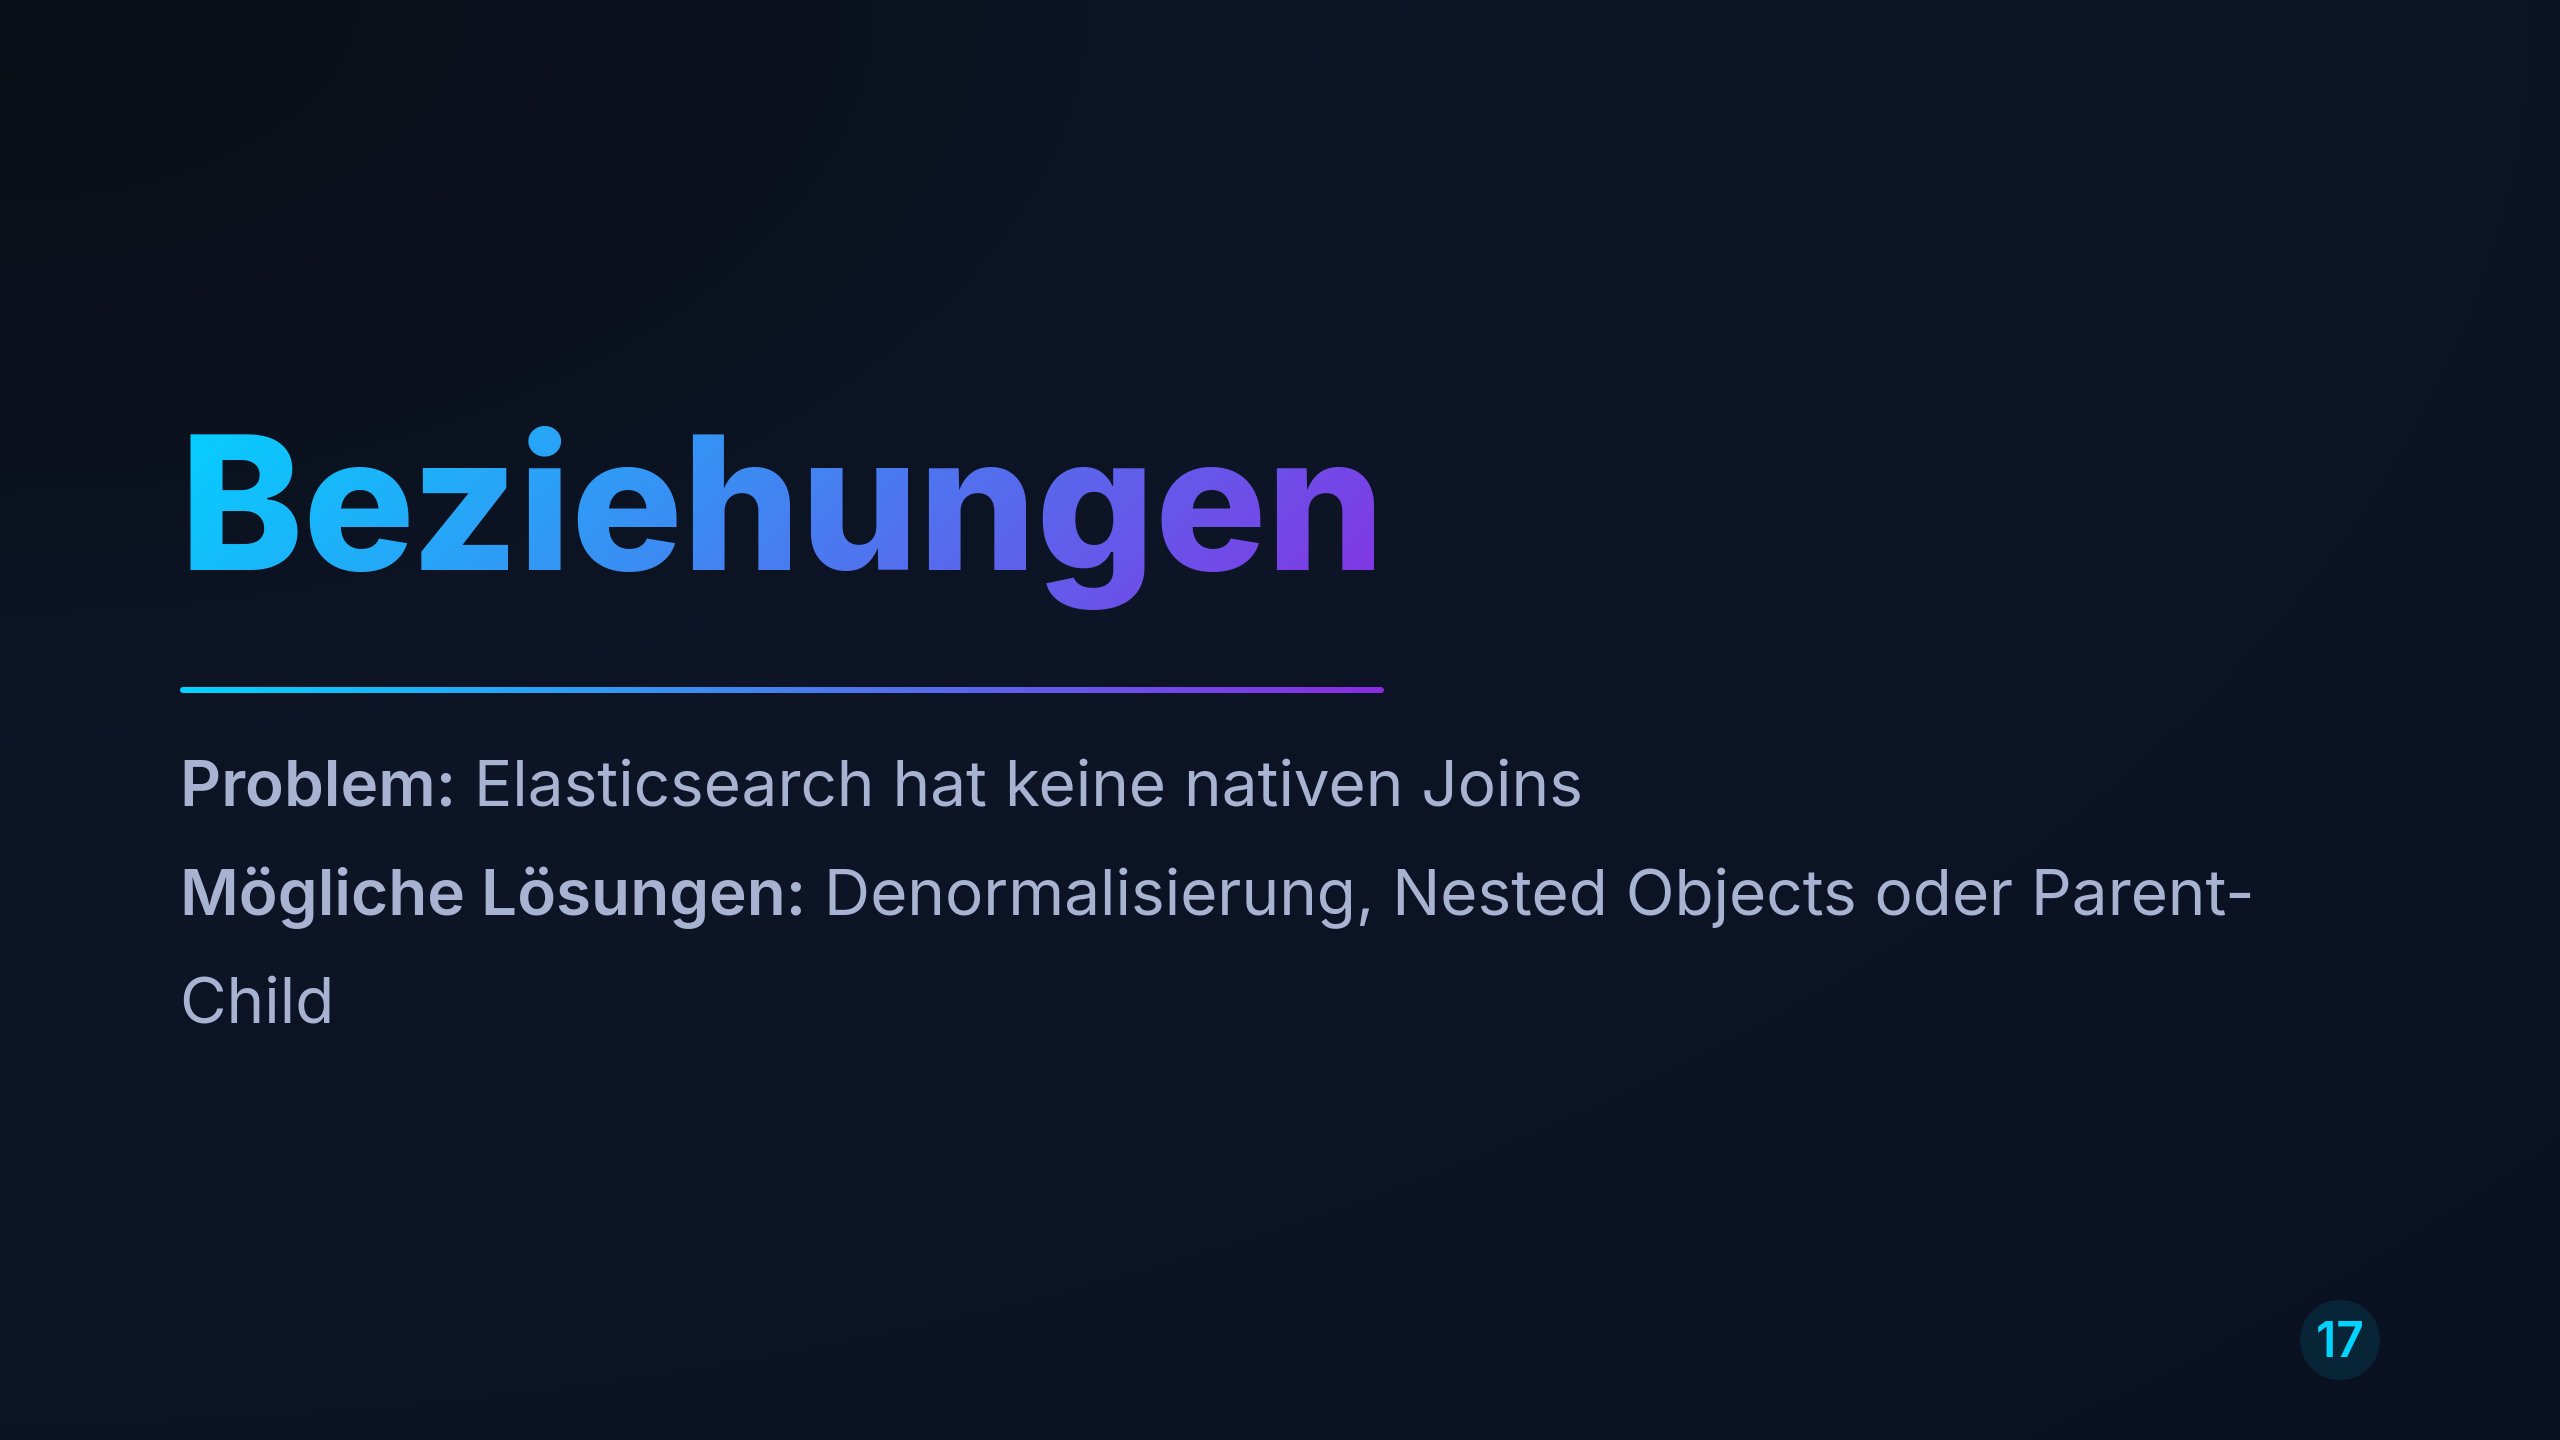 Beziehungen
Problem: Elasticsearch hat keine nativen Joins
Mögliche Lösungen: Denormalisierung, Nested Objects oder Parent-
Child
17